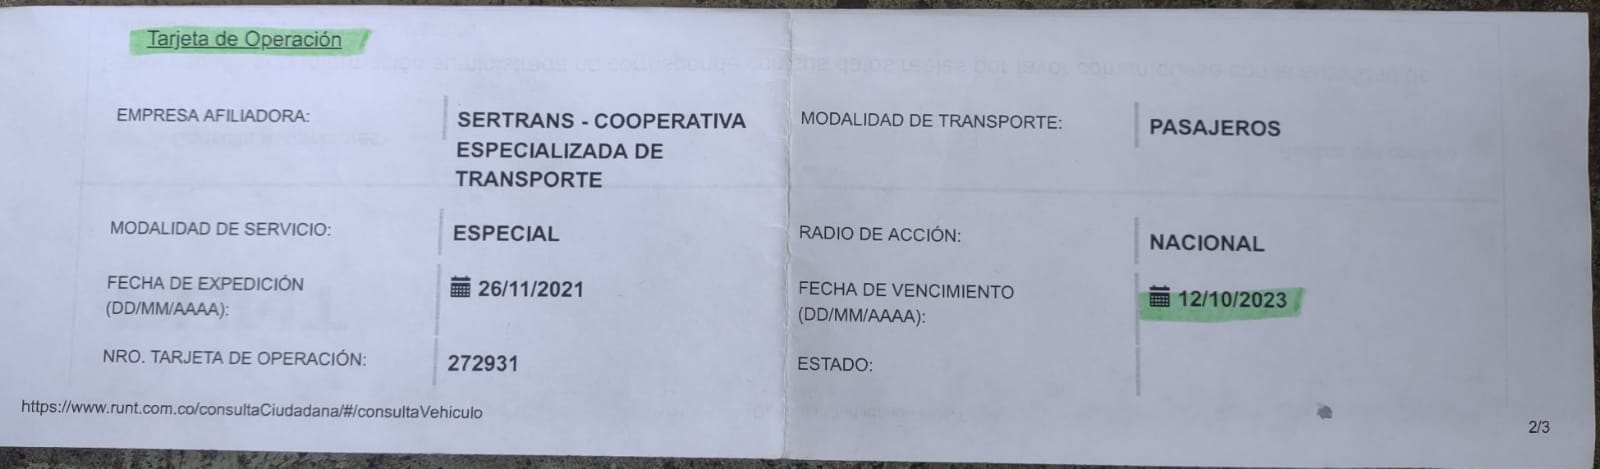 Tarjeta de Operación
EMPRESA AFILIADORA:
SERTRANS - COOPERATIVA
ESPECIALIZADA DE
TRANSPORTE
MODALIDAD DE TRANSPORTE:
PASAJEROS
MODALIDAD DE SERVICIO:
ESPECIAL
RADIO DE ACCIÓN:
NACIONAL
FECHA DE EXPEDICIÓN
(DD/MM/AAAA):
26/11/2021
FECHA DE VENCIMIENTO
(DD/MM/AAAA):
12/10/2023
NRO. TARJETA DE OPERACIÓN:
272931
ESTADO:
https://www.runt.com.co/consultaCiudadana/#/consultaVehiculo
2/3